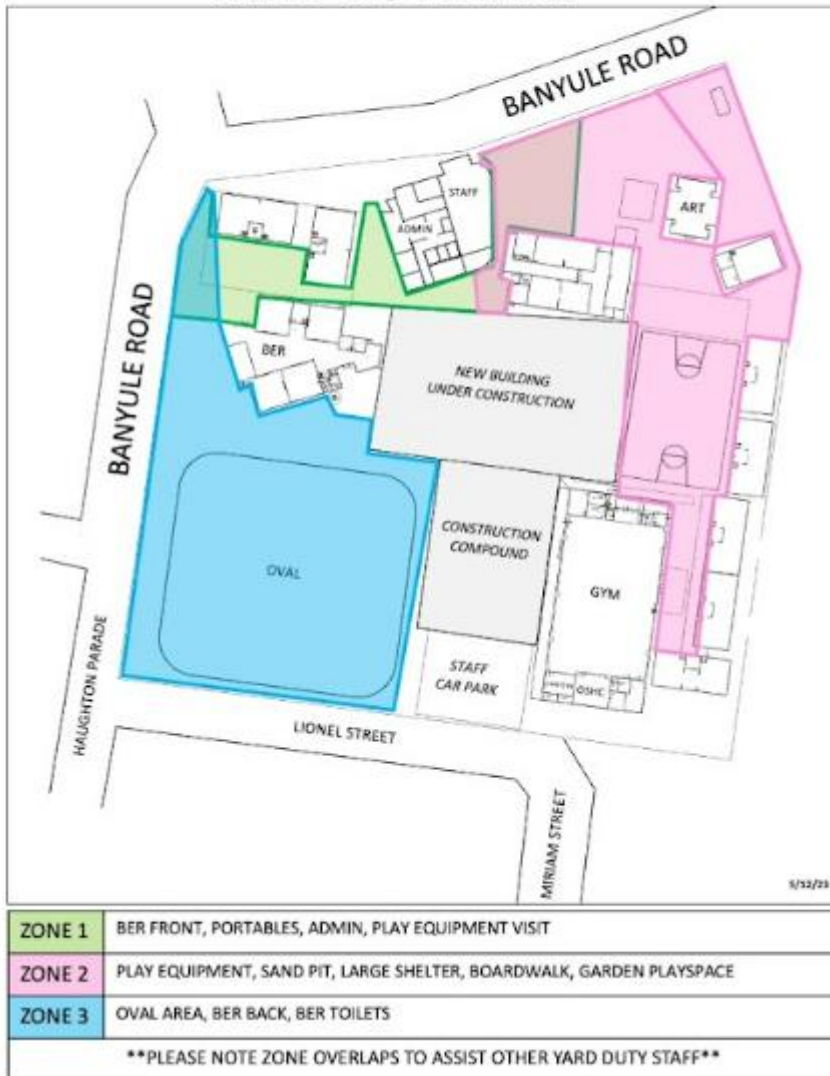 BANYULE ROAD
STAFF
ADMIN
ART
BANYULE ROAD
BER
NEW BUILDING
UNDER CONSTRUCTION
CONSTRUCTION
COMPOUND
OVAL
GYM
HAUGHTON PARADE
STAFF
CAR PARK
OSHC
LIONEL STREET
MIRIAM STREET
5/12/23
ZONE 1 BER FRONT, PORTABLES, ADMIN, PLAY EQUIPMENT VISIT
ZONE 2 PLAY EQUIPMENT, SAND PIT, LARGE SHELTER, BOARDWALK, GARDEN PLAYSPACE
ZONE 3 OVAL AREA, BER BACK, BER TOILETS
**PLEASE NOTE ZONE OVERLAPS TO ASSIST OTHER YARD DUTY STAFF**